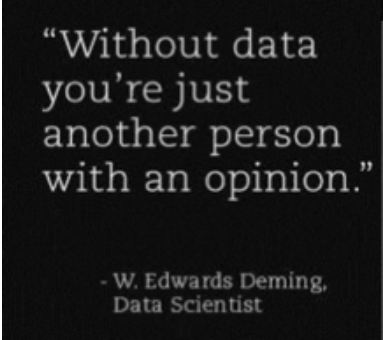 “Without data
you’re just
another person
with an opinion.”
- W. Edwards Deming,
Data Scientist